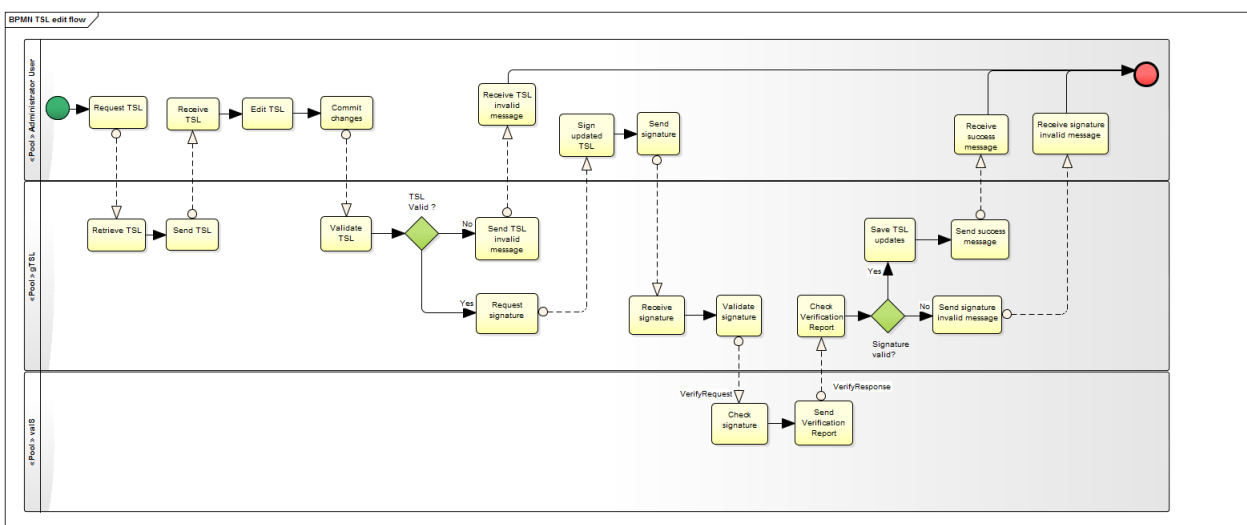 BPMN TSL edit flow
«Pool» Administrator User
Request TSL
Receive
TSL
Edit TSL
Commit
changes
Receive TSL
invalid
message
Sign
updated
TSL
Send
signature
Receive
success
message
Receive signature
invalid message
«Pool» gTSL
Retrieve TSL
Send TSL
Validate
TSL
TSL
Valid ?
No
Send TSL
invalid
message
Yes
Request
signature
Receive
signature
Validate
signature
Check
Verification
Report
Signature
valid?
Yes
Save TSL
updates
Send success
message
No
Send signature
invalid message
«Pool» valS
VerifyRequest
Check
signature
VerifyResponse
Send
Verification
Report